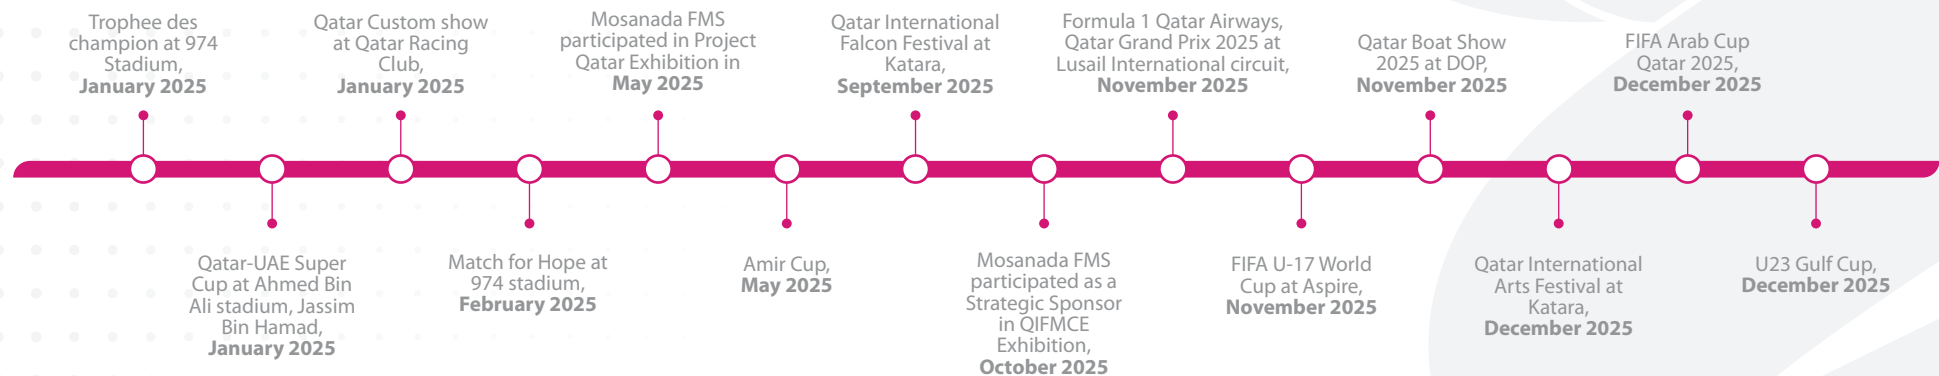 Trophee des
champion at 974
Stadium,
January 2025
Qatar-UAE Super
Cup at Ahmed Bin
Ali stadium, Jassim
Bin Hamad,
January 2025
Qatar Custom show
at Qatar Racing
Club,
January 2025
Match for Hope at
974 stadium,
February 2025
Mosanada FMS
participated in Project
Qatar Exhibition in
May 2025
Amir Cup,
May 2025
Qatar International
Falcon Festival at
Katara,
September 2025
Mosanada FMS
participated as a
Strategic Sponsor
in QIFMCE
Exhibition,
October 2025
Formula 1 Qatar Airways,
Qatar Grand Prix 2025 at
Lusail International circuit,
November 2025
FIFA U-17 World
Cup at Aspire,
November 2025
Qatar Boat Show
2025 at DOP,
November 2025
Qatar International
Arts Festival at
Katara,
December 2025
FIFA Arab Cup
Qatar 2025,
December 2025
U23 Gulf Cup,
December 2025